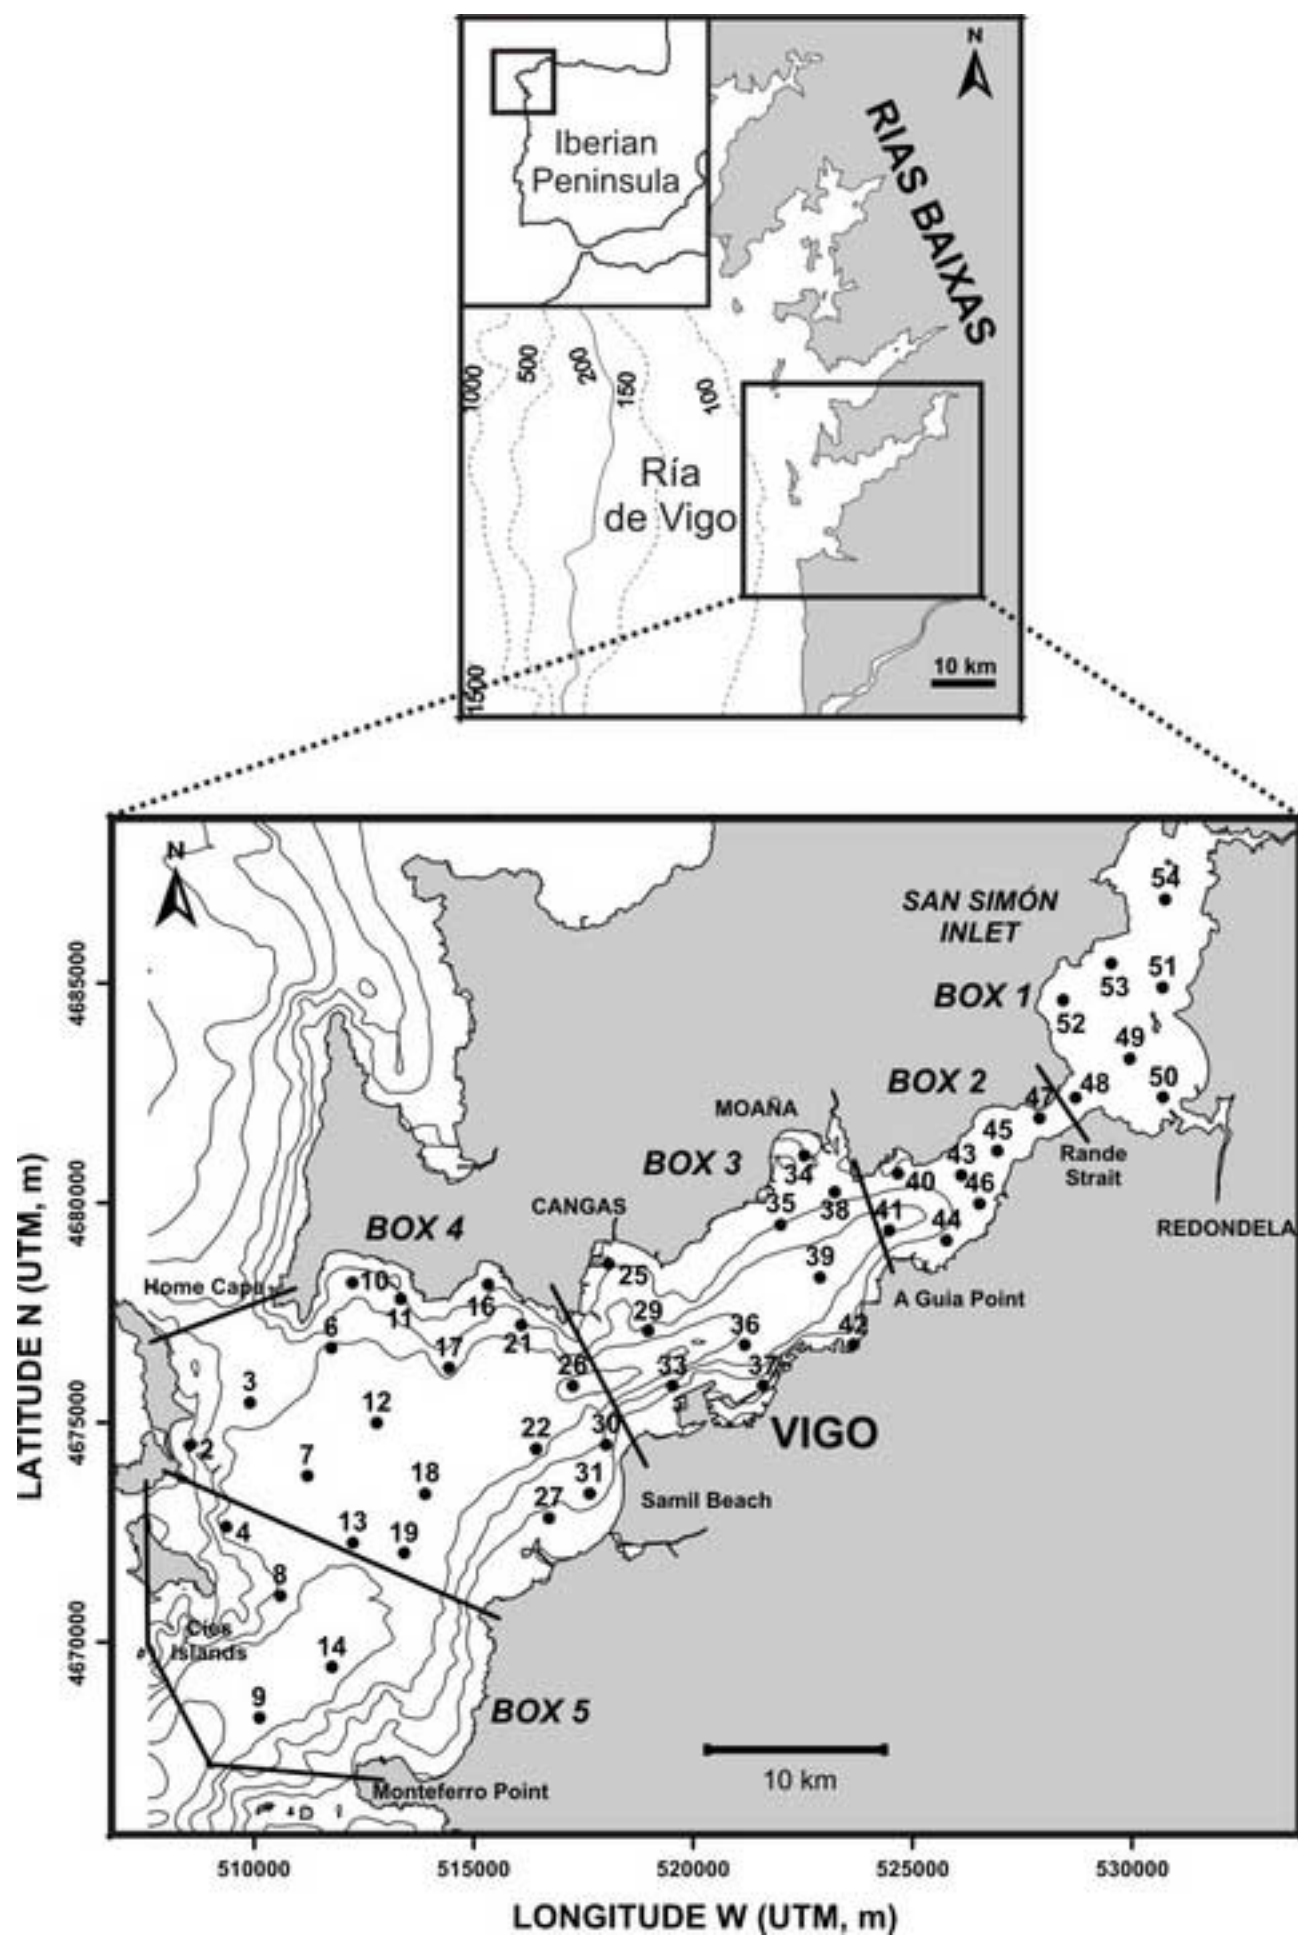 N
Iberian
Peninsula
RIAS BAIXAS
1000
500
200
150
100
Ría
de Vigo
10 km
1500
N
54
SAN SIMÓN
INLET
4685000
51
53
BOX 1
52
49
BOX 2
47
48
50
MOAÑA
45
BOX 3
43
Rande
Strait
34
40
46
LATITUDE N (UTM, m)
4680000
CANGAS
35
38
41
44
REDONDELA
BOX 4
39
25
Home Capa
10
A Guia Point
11
16
29
6
21
36
42
17
26
33
37
3
12
4675000
22
30
VIGO
2
7
18
31
Samil Beach
27
13
19
4
8
Cíes
Islands
4670000
14
9
BOX 5
10 km
Monteferro Point
510000
515000
520000
525000
530000
LONGITUDE W (UTM, m)